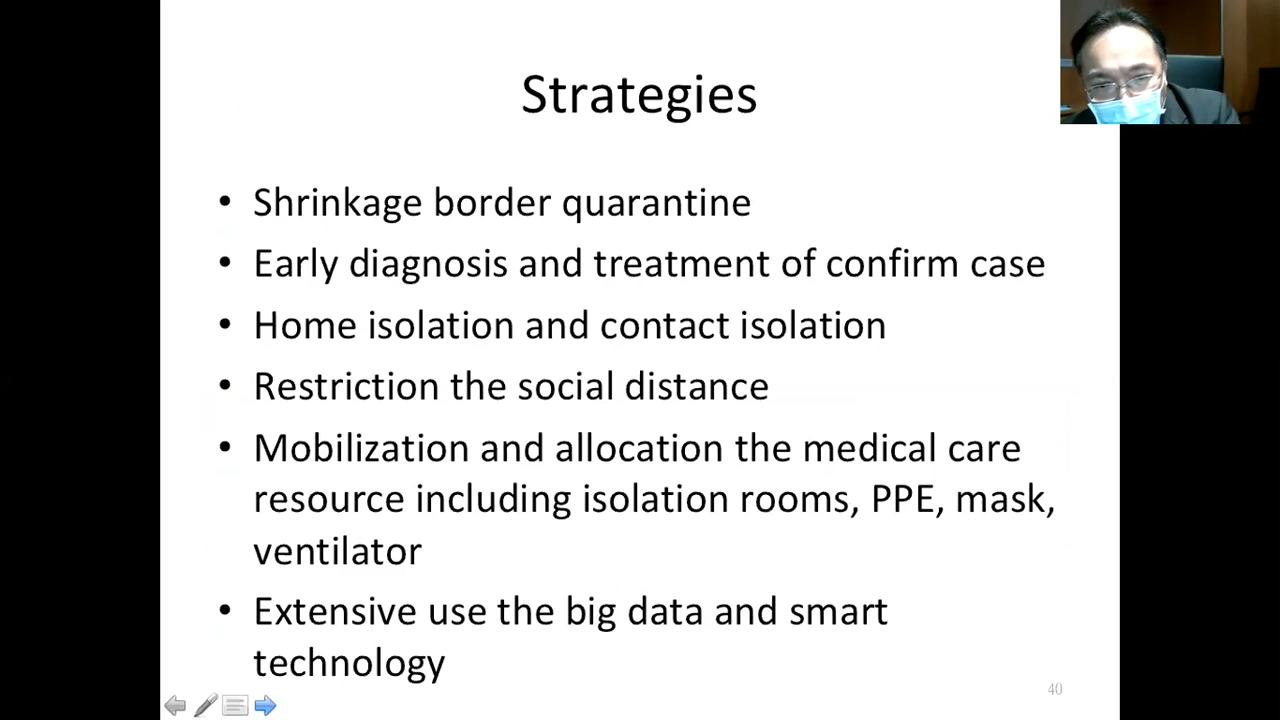 Strategies
• Shrinkage border quarantine
• Early diagnosis and treatment of confirm case
• Home isolation and contact isolation
• Restriction the social distance
• Mobilization and allocation the medical care
resource including isolation rooms, PPE, mask,
ventilator
• Extensive use the big data and smart
technology
40